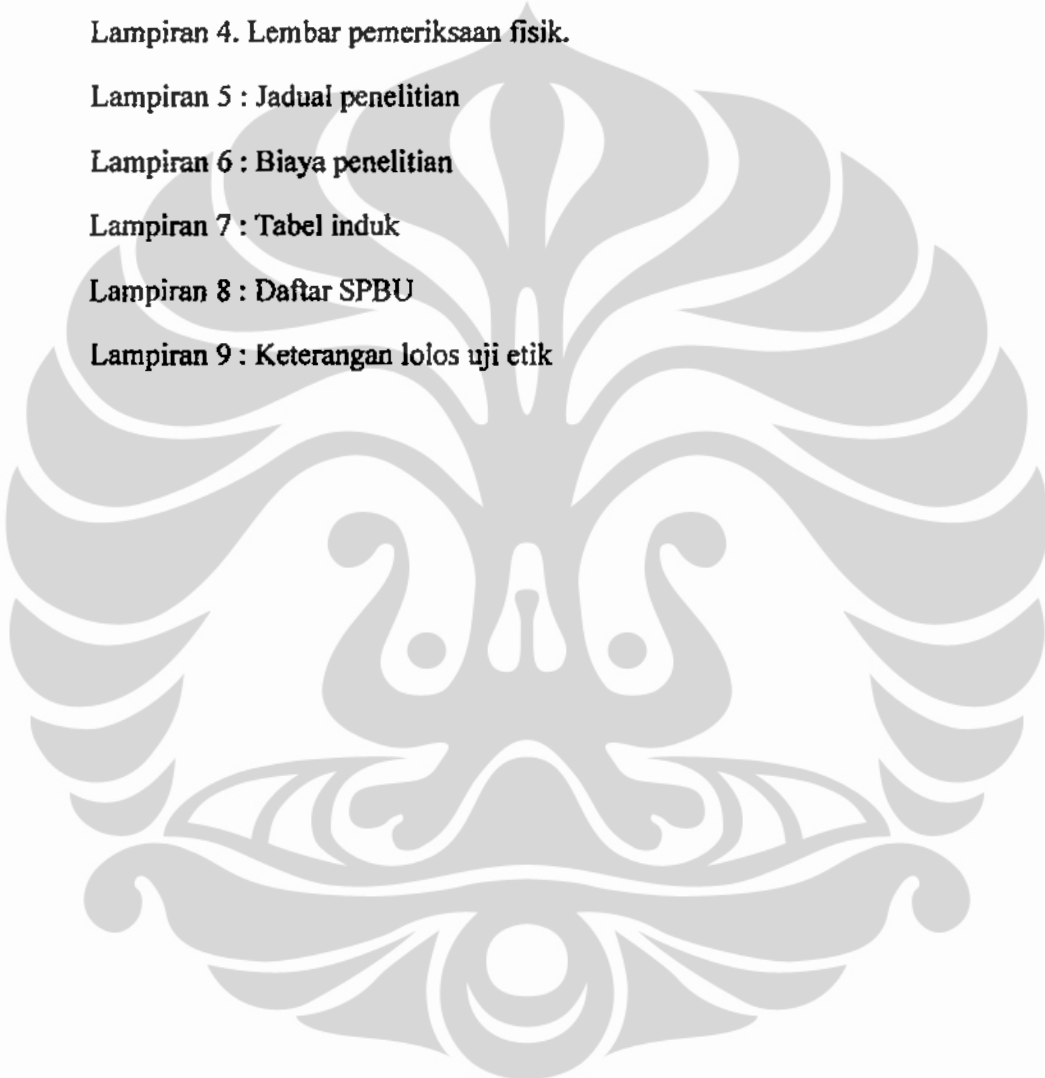 Lampiran 4. Lembar pemeriksaan fisik.
Lampiran 5 : Jadual penelitian
Lampiran 6 : Biaya penelitian
Lampiran 7 : Tabel induk
Lampiran 8 : Daftar SPBU
Lampiran 9 : Keterangan lolos uji etik